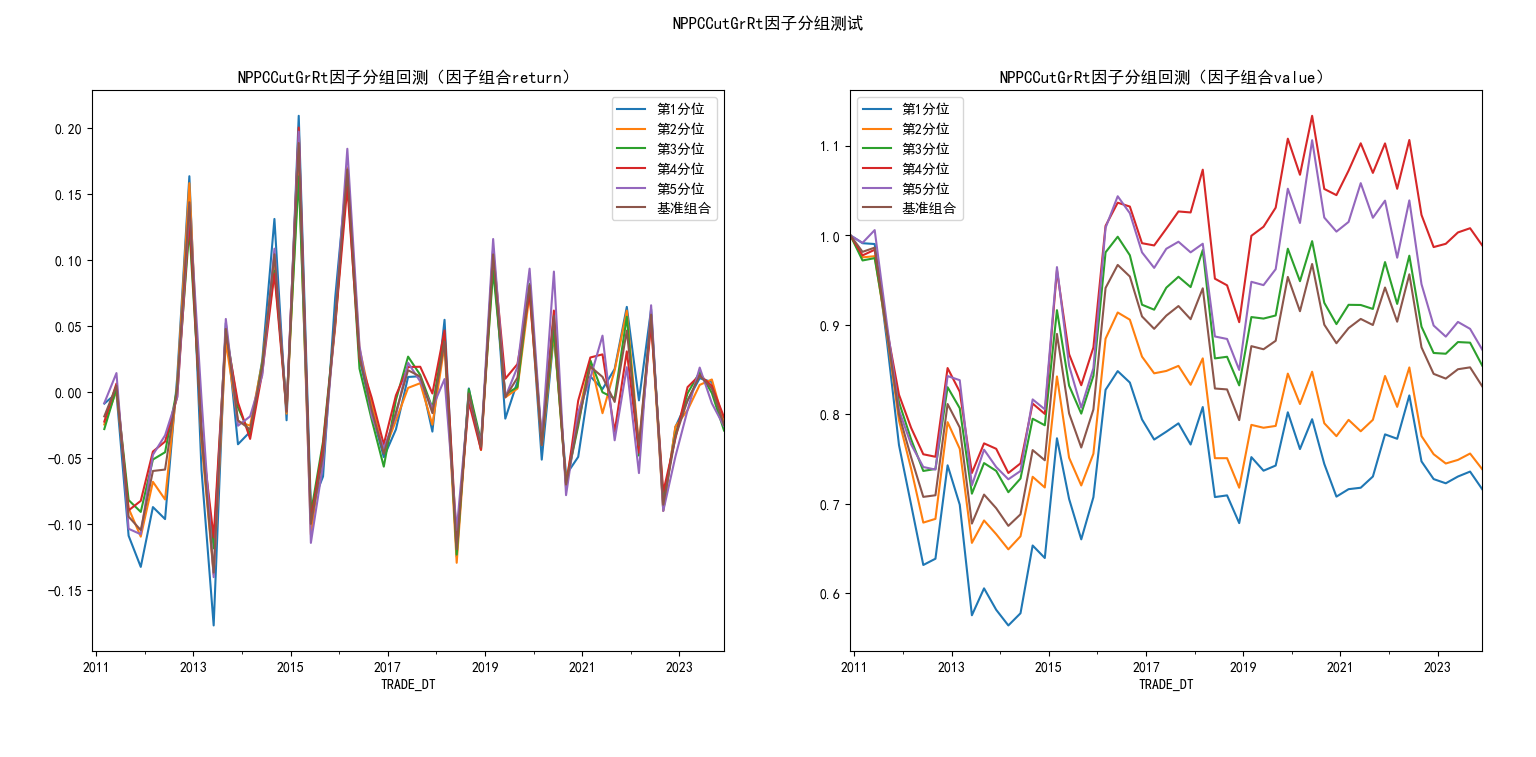 NPPCCutGrRt因子分组测试
NPPCCutGrRt因子分组回测（因子组合return）
0.20
0.15
0.10
0.05
0.00
−0.05
−0.10
−0.15
第1分位
第2分位
第3分位
第4分位
第5分位
基准组合
2011 2013 2015 2017 2019 2021 2023
TRADE_DT
NPPCCutGrRt因子分组回测（因子组合value）
1.1
1.0
0.9
0.8
0.7
0.6
第1分位
第2分位
第3分位
第4分位
第5分位
基准组合
2011 2013 2015 2017 2019 2021 2023
TRADE_DT